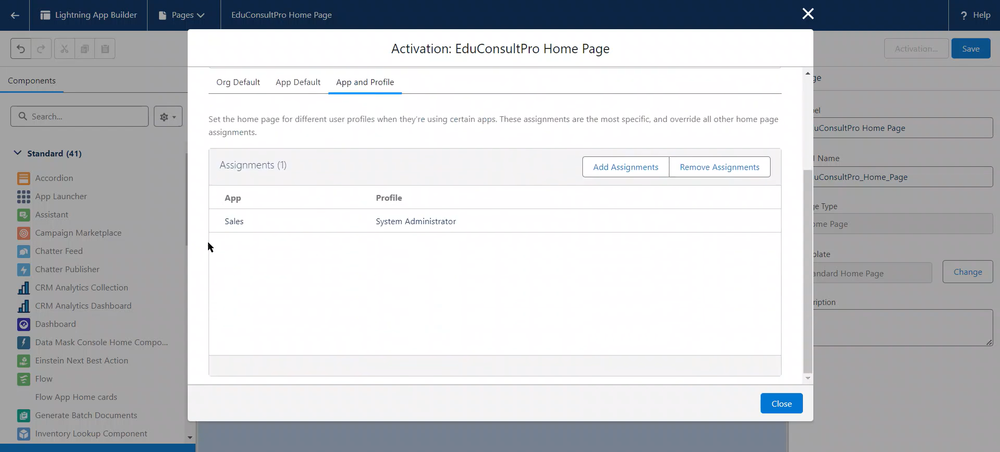 Lightning App Builder
Pages
EduConsultPro Home Page
? Help
Activation...
Save
Activation: EduConsultPro Home Page
Components
Search...
Standard (41)
Accordion
App Launcher
Assistant
Campaign Marketplace
Chatter Feed
Chatter Publisher
CRM Analytics Collection
CRM Analytics Dashboard
Dashboard
Data Mask Console Home Compo...
Einstein Next Best Action
Flow
Flow App Home cards
Generate Batch Documents
Inventory Lookup Component
Org Default
App Default
App and Profile
Set the home page for different user profiles when they're using certain apps. These assignments are the most specific, and override all other home page
assignments.
Assignments (1)
Add Assignments
Remove Assignments
App
Profile
Sales
System Administrator
Close
ge
el
uConsultPro Home Page
I Name
uConsultPro_Home_Page
ge Type
ome Page
plate
andard Home Page
Change
ription